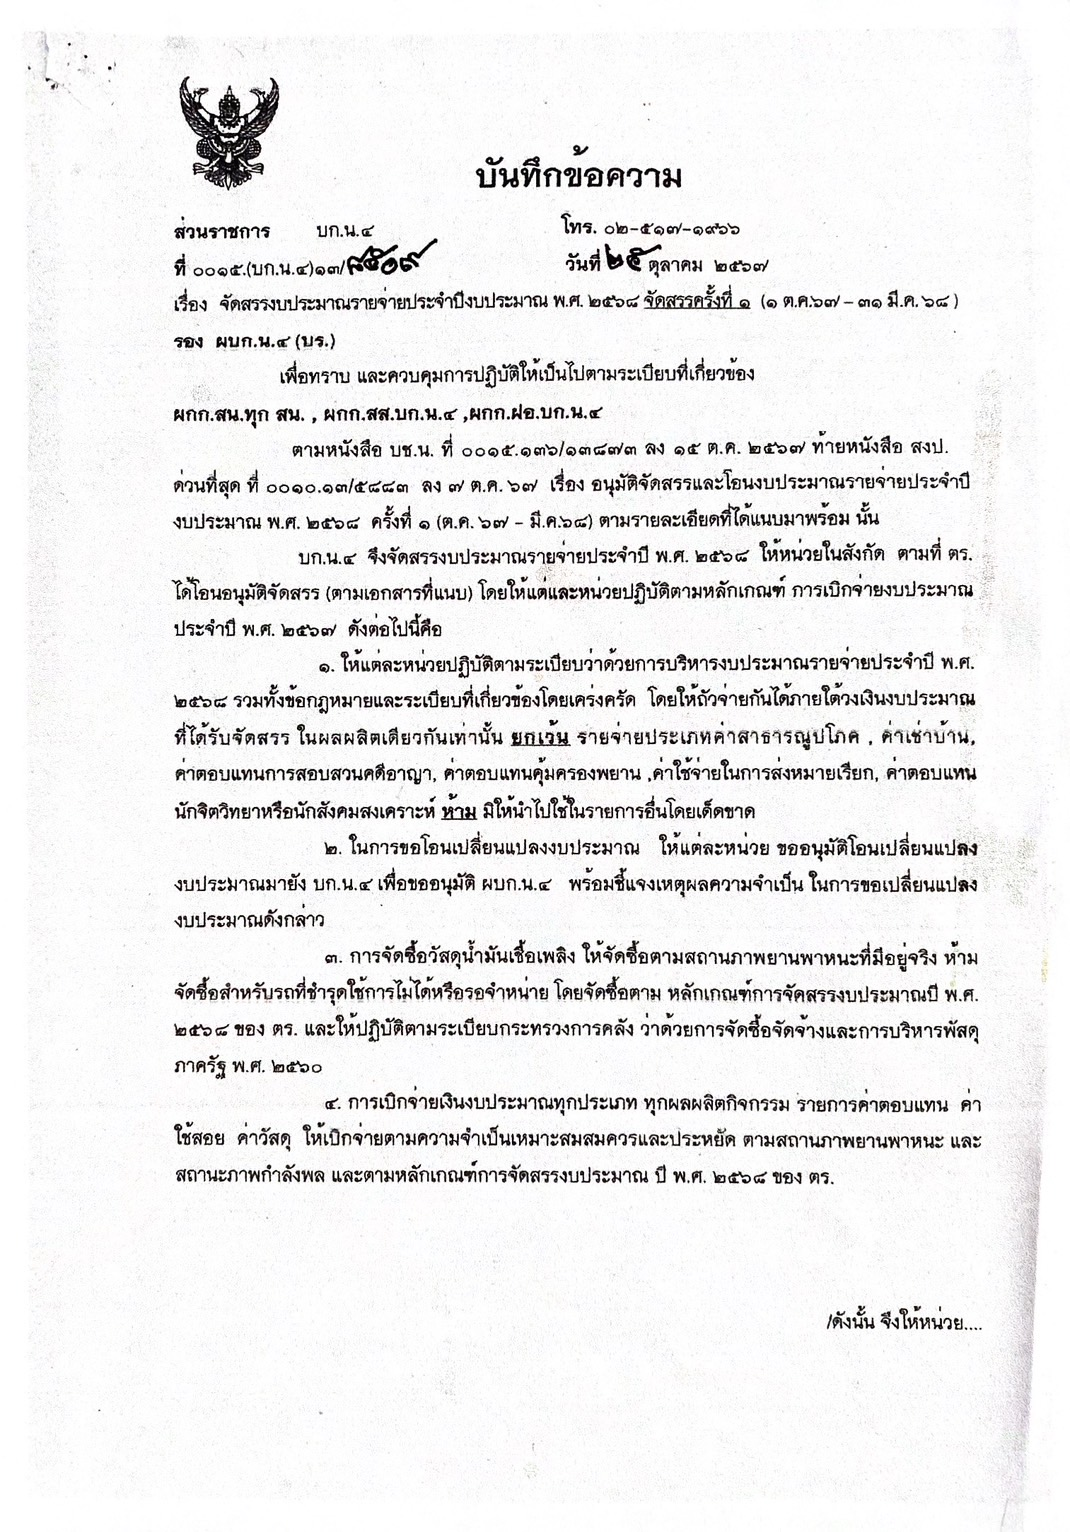 บันทึกข้อความ
ส่วนราชการ บก.น.๔ โทร. ๐๒-๕๑๗-๑๙๖๖
ที่ ๐๐๑๕.(บก.น.๔)๑๓/ วันที่ ๒๕ ตุลาคม ๒๕๖๗
เรื่อง จัดสรรงบประมาณรายจ่ายประจำปีงบประมาณ พ.ศ. ๒๕๖๘ จัดสรรครั้งที่ ๑ (๑ ต.ค.๖๗ – ๓๑ มี.ค.๖๘ )
รอง ผบก.น.๔ (บร.)
เพื่อทราบ และควบคุมการปฏิบัติให้เป็นไปตามระเบียบที่เกี่ยวข้อง
ผกก.สน.ทุก สน. , ผกก.สส.บก.น.๔ ,ผกก.ฝอ.บก.น.๔
ตามหนังสือ บช.น. ที่ ๐๐๑๕.๑๓๖/๑๓๘๗๓ ลง ๑๕ ต.ค. ๒๕๖๗ ท้ายหนังสือ สงป.
ด่วนที่สุด ที่ ๐๐๑๐.๑๓/๕๘๘๓ ลง ๗ ต.ค. ๖๗ เรื่อง อนุมัติจัดสรรและโอนงบประมาณรายจ่ายประจำปี
งบประมาณ พ.ศ. ๒๕๖๘ ครั้งที่ ๑ (ต.ค. ๖๗ – มี.ค.๖๘) ตามรายละเอียดที่ได้แนบมาพร้อม นั้น
บก.น.๔ จึงจัดสรรงบประมาณรายจ่ายประจำปี พ.ศ. ๒๕๖๘ ให้หน่วยในสังกัด ตามที่ ตร.
ได้โอนอนุมัติจัดสรร (ตามเอกสารที่แนบ) โดยให้แต่และหน่วยปฏิบัติตามหลักเกณฑ์ การเบิกจ่ายงบประมาณ
ประจำปี พ.ศ. ๒๕๖๗ ดังต่อไปนี้คือ
๑. ให้แต่ละหน่วยปฏิบัติตามระเบียบว่าด้วยการบริหารงบประมาณรายจ่ายประจำปี พ.ศ.
๒๕๖๘ รวมทั้งข้อกฎหมายและระเบียบที่เกี่ยวข้องโดยเคร่งครัด โดยให้ถัวจ่ายกันได้ภายใต้วงเงินงบประมาณ
ที่ได้รับจัดสรร ในผลผลิตเดียวกันเท่านั้น ยกเว้น รายจ่ายประเภทค่าสาธารณูปโภค , ค่าเช่าบ้าน,
ค่าตอบแทนการสอบสวนคดีอาญา, ค่าตอบแทนคุ้มครองพยาน ,ค่าใช้จ่ายในการส่งหมายเรียก, ค่าตอบแทน
นักจิตวิทยาหรือนักสังคมสงเคราะห์ ห้าม มิให้นำไปใช้ในรายการอื่นโดยเด็ดขาด
๒. ในการขอโอนเปลี่ยนแปลงงบประมาณ ให้แต่ละหน่วย ขออนุมัติโอนเปลี่ยนแปลง
งบประมาณมายัง บก.น.๔ เพื่อขออนุมัติ ผบก.น.๔ พร้อมชี้แจงเหตุผลความจำเป็น ในการขอเปลี่ยนแปลง
งบประมาณดังกล่าว
๓. การจัดซื้อวัสดุน้ำมันเชื้อเพลิง ให้จัดซื้อตามสถานภาพยานพาหนะที่มีอยู่จริง ห้าม
จัดซื้อสำหรับรถที่ชำรุดใช้การไม่ได้หรือรอจำหน่าย โดยจัดซื้อตาม หลักเกณฑ์การจัดสรรงบประมาณปี พ.ศ.
๒๕๖๘ ของ ตร. และให้ปฏิบัติตามระเบียบกระทรวงการคลัง ว่าด้วยการจัดซื้อจัดจ้างและการบริหารพัสดุ
ภาครัฐ พ.ศ. ๒๕๖๐
๔. การเบิกจ่ายเงินงบประมาณทุกประเภท ทุกผลผลิตกิจกรรม รายการค่าตอบแทน ค่า
ใช้สอย ค่าวัสดุ ให้เบิกจ่ายตามความจำเป็นเหมาะสมสมควรและประหยัด ตามสถานภาพยานพาหนะ และ
สถานะภาพกำลังพล และตามหลักเกณฑ์การจัดสรรงบประมาณ ปี พ.ศ. ๒๕๖๘ ของ ตร.
/ดังนั้น จึงให้หน่วย....